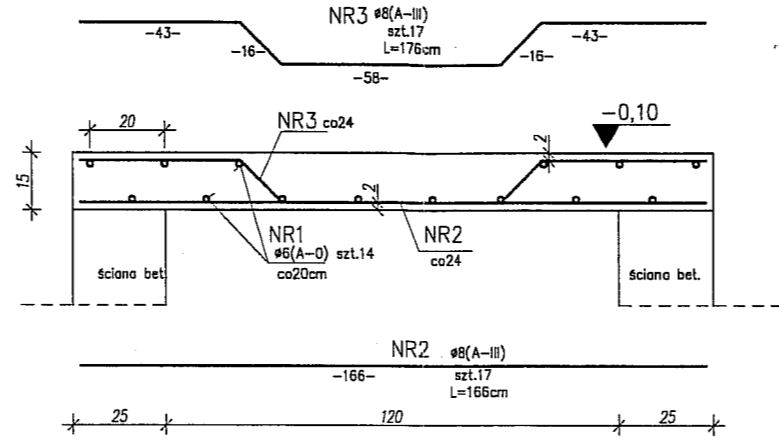 NR3 ø8(A-III)
szt.17
L=176cm
-43-
-16-
-58-
-16-
-43-
20
NR3 co24
-0,10
2
15
2
NR1
ø6(A-0) szt.14
co20cm
NR2
co24
ściana bet.
ściana bet.
NR2 ø8(A-III)
-166-
szt.17
L=166cm
25
120
25